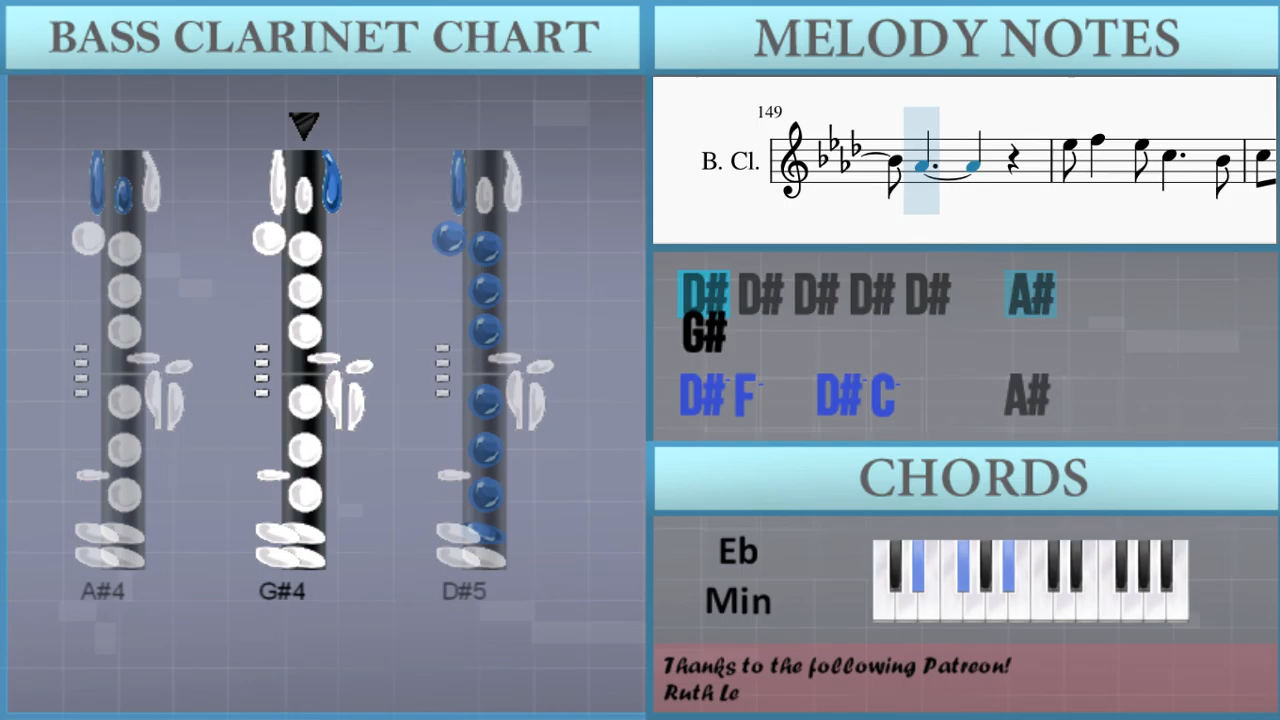 BASS CLARINET CHART
A#4 G#4 D#5
MELODY NOTES
149
B. Cl.
D# D# D# D# D# A#
G#
D#- F- D#- C- A#
CHORDS
Eb
Min
Thanks to the following Patreon!
Ruth Le